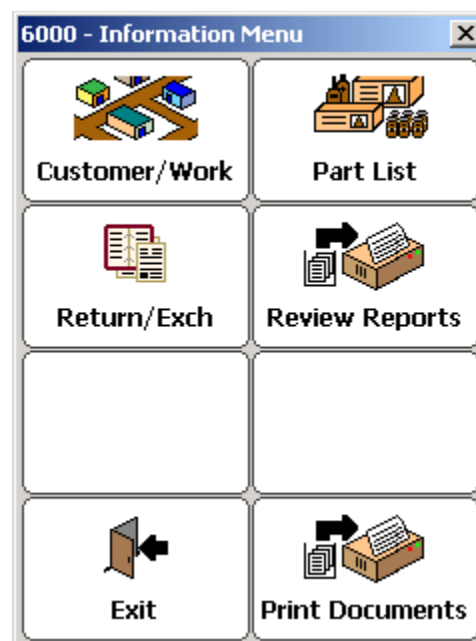 6000 - Information Menu
Customer/Work
Part List
Return/Exch
Review Reports
Exit
Print Documents